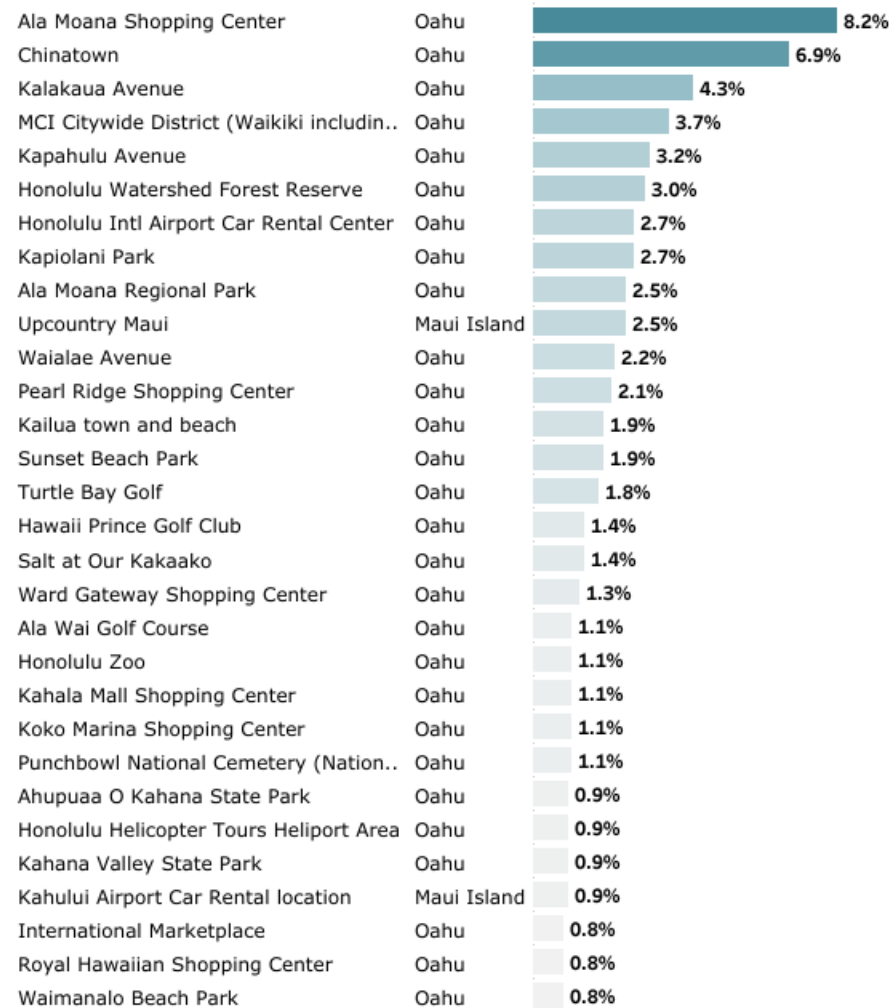 Ala Moana Shopping Center Oahu 8.2%
Chinatown Oahu 6.9%
Kalakaua Avenue Oahu 4.3%
MCI Citywide District (Waikiki includin.. Oahu 3.7%
Kapahulu Avenue Oahu 3.2%
Honolulu Watershed Forest Reserve Oahu 3.0%
Honolulu Intl Airport Car Rental Center Oahu 2.7%
Kapiolani Park Oahu 2.7%
Ala Moana Regional Park Oahu 2.5%
Upcountry Maui Maui Island 2.5%
Waialae Avenue Oahu 2.2%
Pearl Ridge Shopping Center Oahu 2.1%
Kailua town and beach Oahu 1.9%
Sunset Beach Park Oahu 1.9%
Turtle Bay Golf Oahu 1.8%
Hawaii Prince Golf Club Oahu 1.4%
Salt at Our Kakaako Oahu 1.4%
Ward Gateway Shopping Center Oahu 1.3%
Ala Wai Golf Course Oahu 1.1%
Honolulu Zoo Oahu 1.1%
Kahala Mall Shopping Center Oahu 1.1%
Koko Marina Shopping Center Oahu 1.1%
Punchbowl National Cemetery (Nation.. Oahu 1.1%
Ahupuaa O Kahana State Park Oahu 0.9%
Honolulu Helicopter Tours Heliport Area Oahu 0.9%
Kahana Valley State Park Oahu 0.9%
Kahului Airport Car Rental location Maui Island 0.9%
International Marketplace Oahu 0.8%
Royal Hawaiian Shopping Center Oahu 0.8%
Waimanalo Beach Park Oahu 0.8%